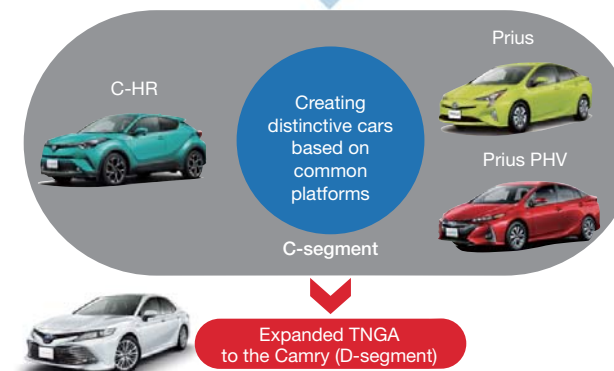 Prius
C-HR
Creating
distinctive cars
based on
common
platforms
Prius PHV
C-segment
Expanded TNGA
to the Camry (D-segment)